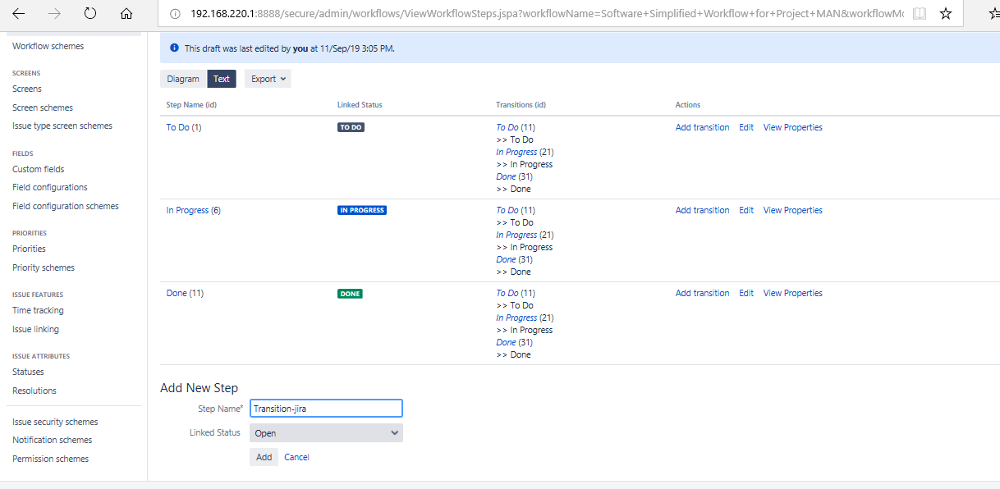 192.168.220.1:8888/secure/admin/workflows/ViewWorkflowSteps.jspa?workflowName=Software+Simplified+Workflow+for+Project+MAN&workflowMo
Workflow schemes
SCREENS
Screens
Screen schemes
Issue type screen schemes
FIELDS
Custom fields
Field configurations
Field configuration schemes
PRIORITIES
Priorities
Priority schemes
ISSUE FEATURES
Time tracking
Issue linking
ISSUE ATTRIBUTES
Statuses
Resolutions
Issue security schemes
Notification schemes
Permission schemes
This draft was last edited by you at 11/Sep/19 3:05 PM.
Diagram Text Export
Step Name (id) Linked Status Transitions (id) Actions
To Do (1) TO DO To Do (11) Add transition Edit View Properties
>> To Do
In Progress (21)
>> In Progress
Done (31)
>> Done
In Progress (6) IN PROGRESS To Do (11) Add transition Edit View Properties
>> To Do
In Progress (21)
>> In Progress
Done (31)
>> Done
Done (11) DONE To Do (11) Add transition Edit View Properties
>> To Do
In Progress (21)
>> In Progress
Done (31)
>> Done
Add New Step
Step Name* Transition-jira
Linked Status Open
Add Cancel